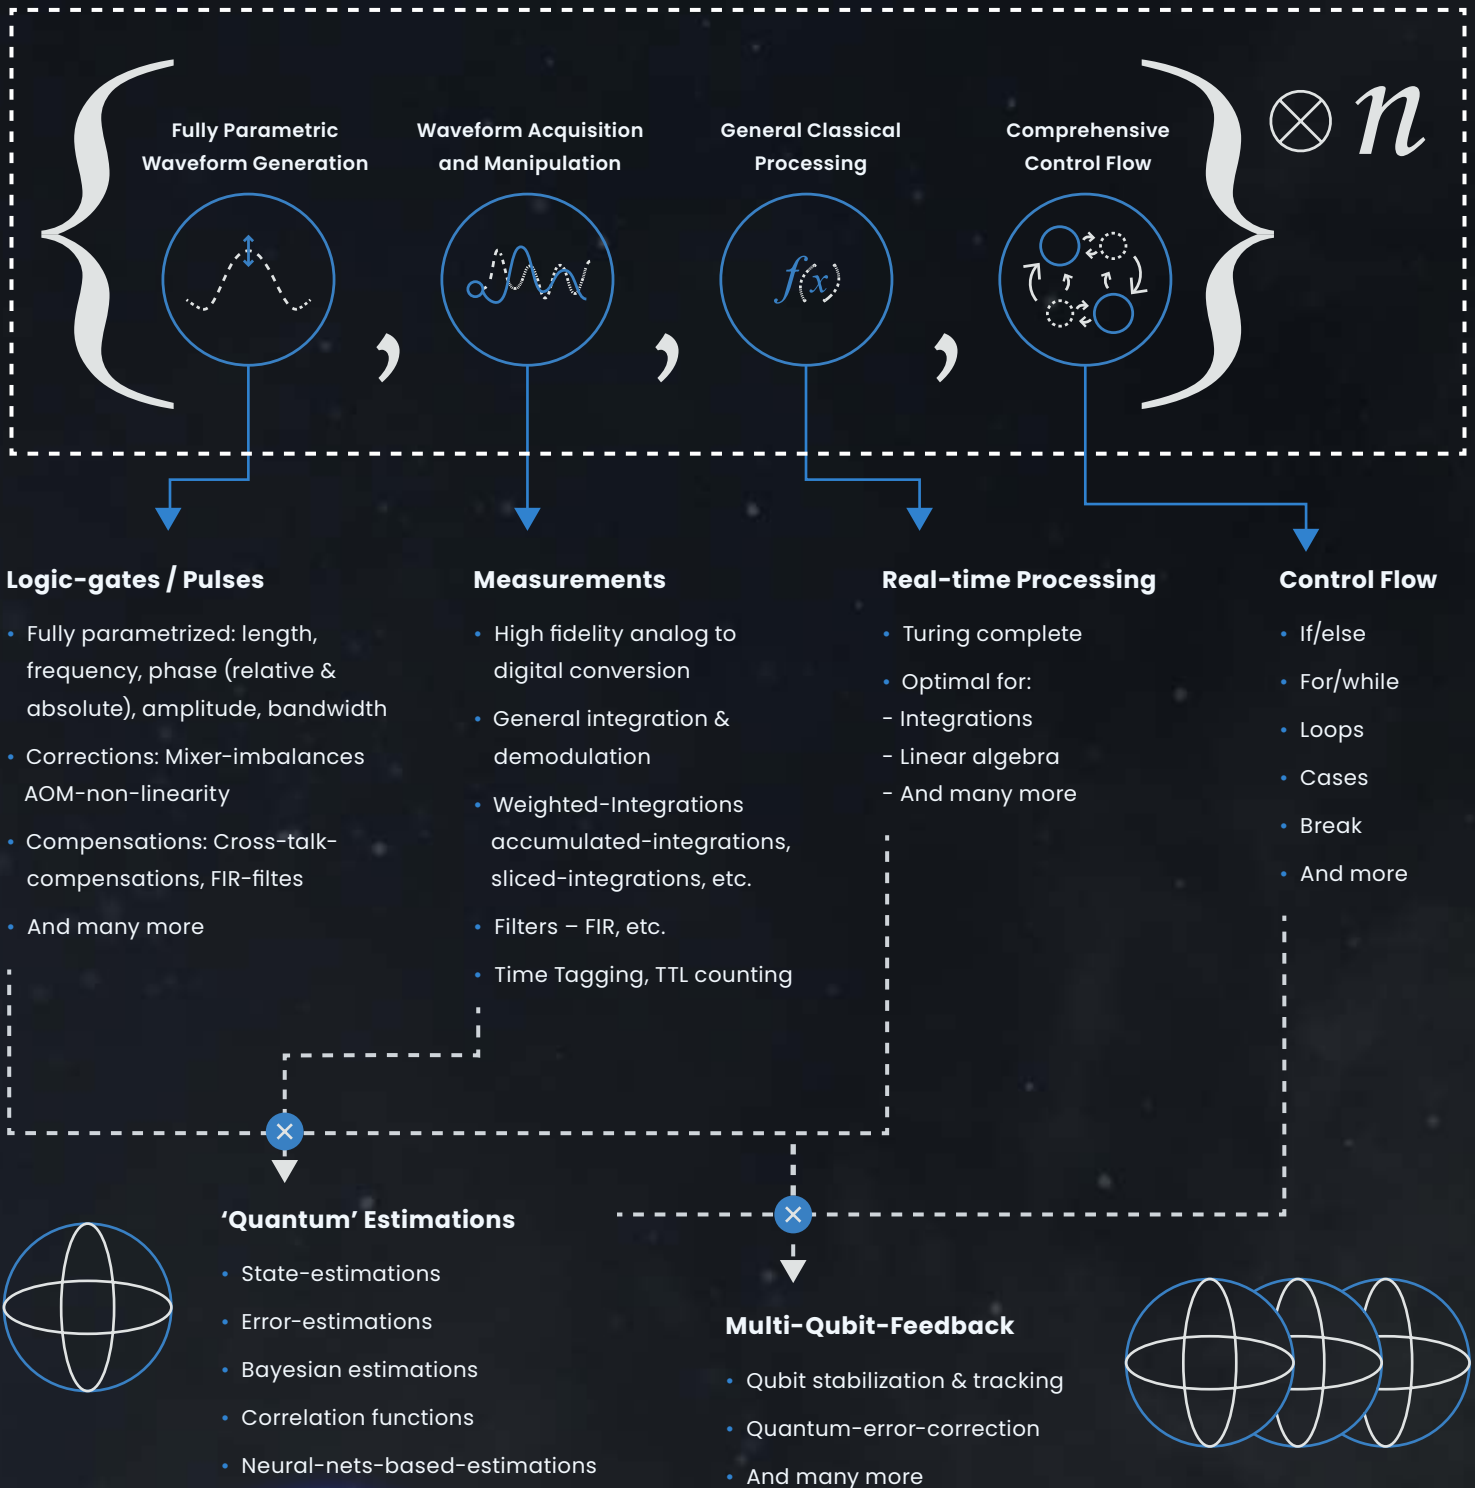 Fully Parametric
Waveform Generation
Waveform Acquisition
and Manipulation
General Classical
Processing
Comprehensive
Control Flow
{
,
,
f(x)
,
}
⊗ n
Logic-gates / Pulses
• Fully parametrized: length,
frequency, phase (relative &
absolute), amplitude, bandwidth
• Corrections: Mixer-imbalances
AOM-non-linearity
• Compensations: Cross-talk-
compensations, FIR-filtes
• And many more
Measurements
• High fidelity analog to
digital conversion
• General integration &
demodulation
• Weighted-Integrations
accumulated-integrations,
sliced-integrations, etc.
• Filters – FIR, etc.
• Time Tagging, TTL counting
Real-time Processing
• Turing complete
• Optimal for:
- Integrations
- Linear algebra
- And many more
Control Flow
• If/else
• For/while
• Loops
• Cases
• Break
• And more
‘Quantum’ Estimations
• State-estimations
• Error-estimations
• Bayesian estimations
• Correlation functions
• Neural-nets-based-estimations
Multi-Qubit-Feedback
• Qubit stabilization & tracking
• Quantum-error-correction
• And many more